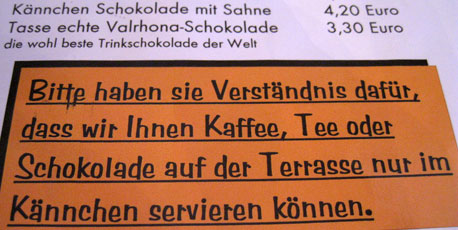 Kännchen Schokolade mit Sahne 4,20 Euro
Tasse echte Valrhona-Schokolade 3,30 Euro
die wohl beste Trinkschokolade der Welt
Bitte haben sie Verständnis dafür,
dass wir Ihnen Kaffee, Tee oder
Schokolade auf der Terrasse nur im
Kännchen servieren können.